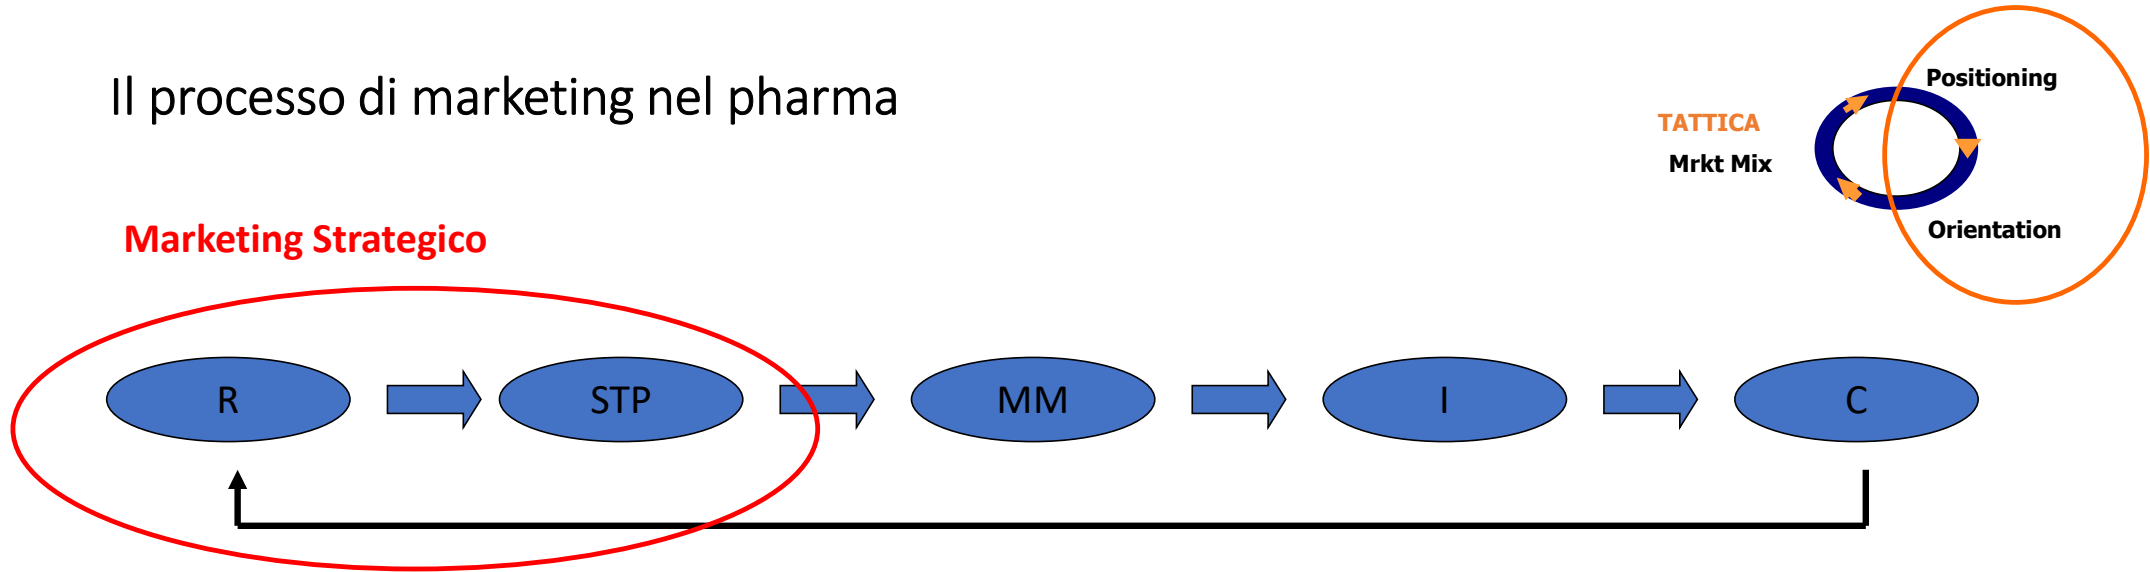 Il processo di marketing nel pharma
Positioning
TATTICA
Mrkt Mix
Orientation
Marketing Strategico
R
STP
MM
I
C